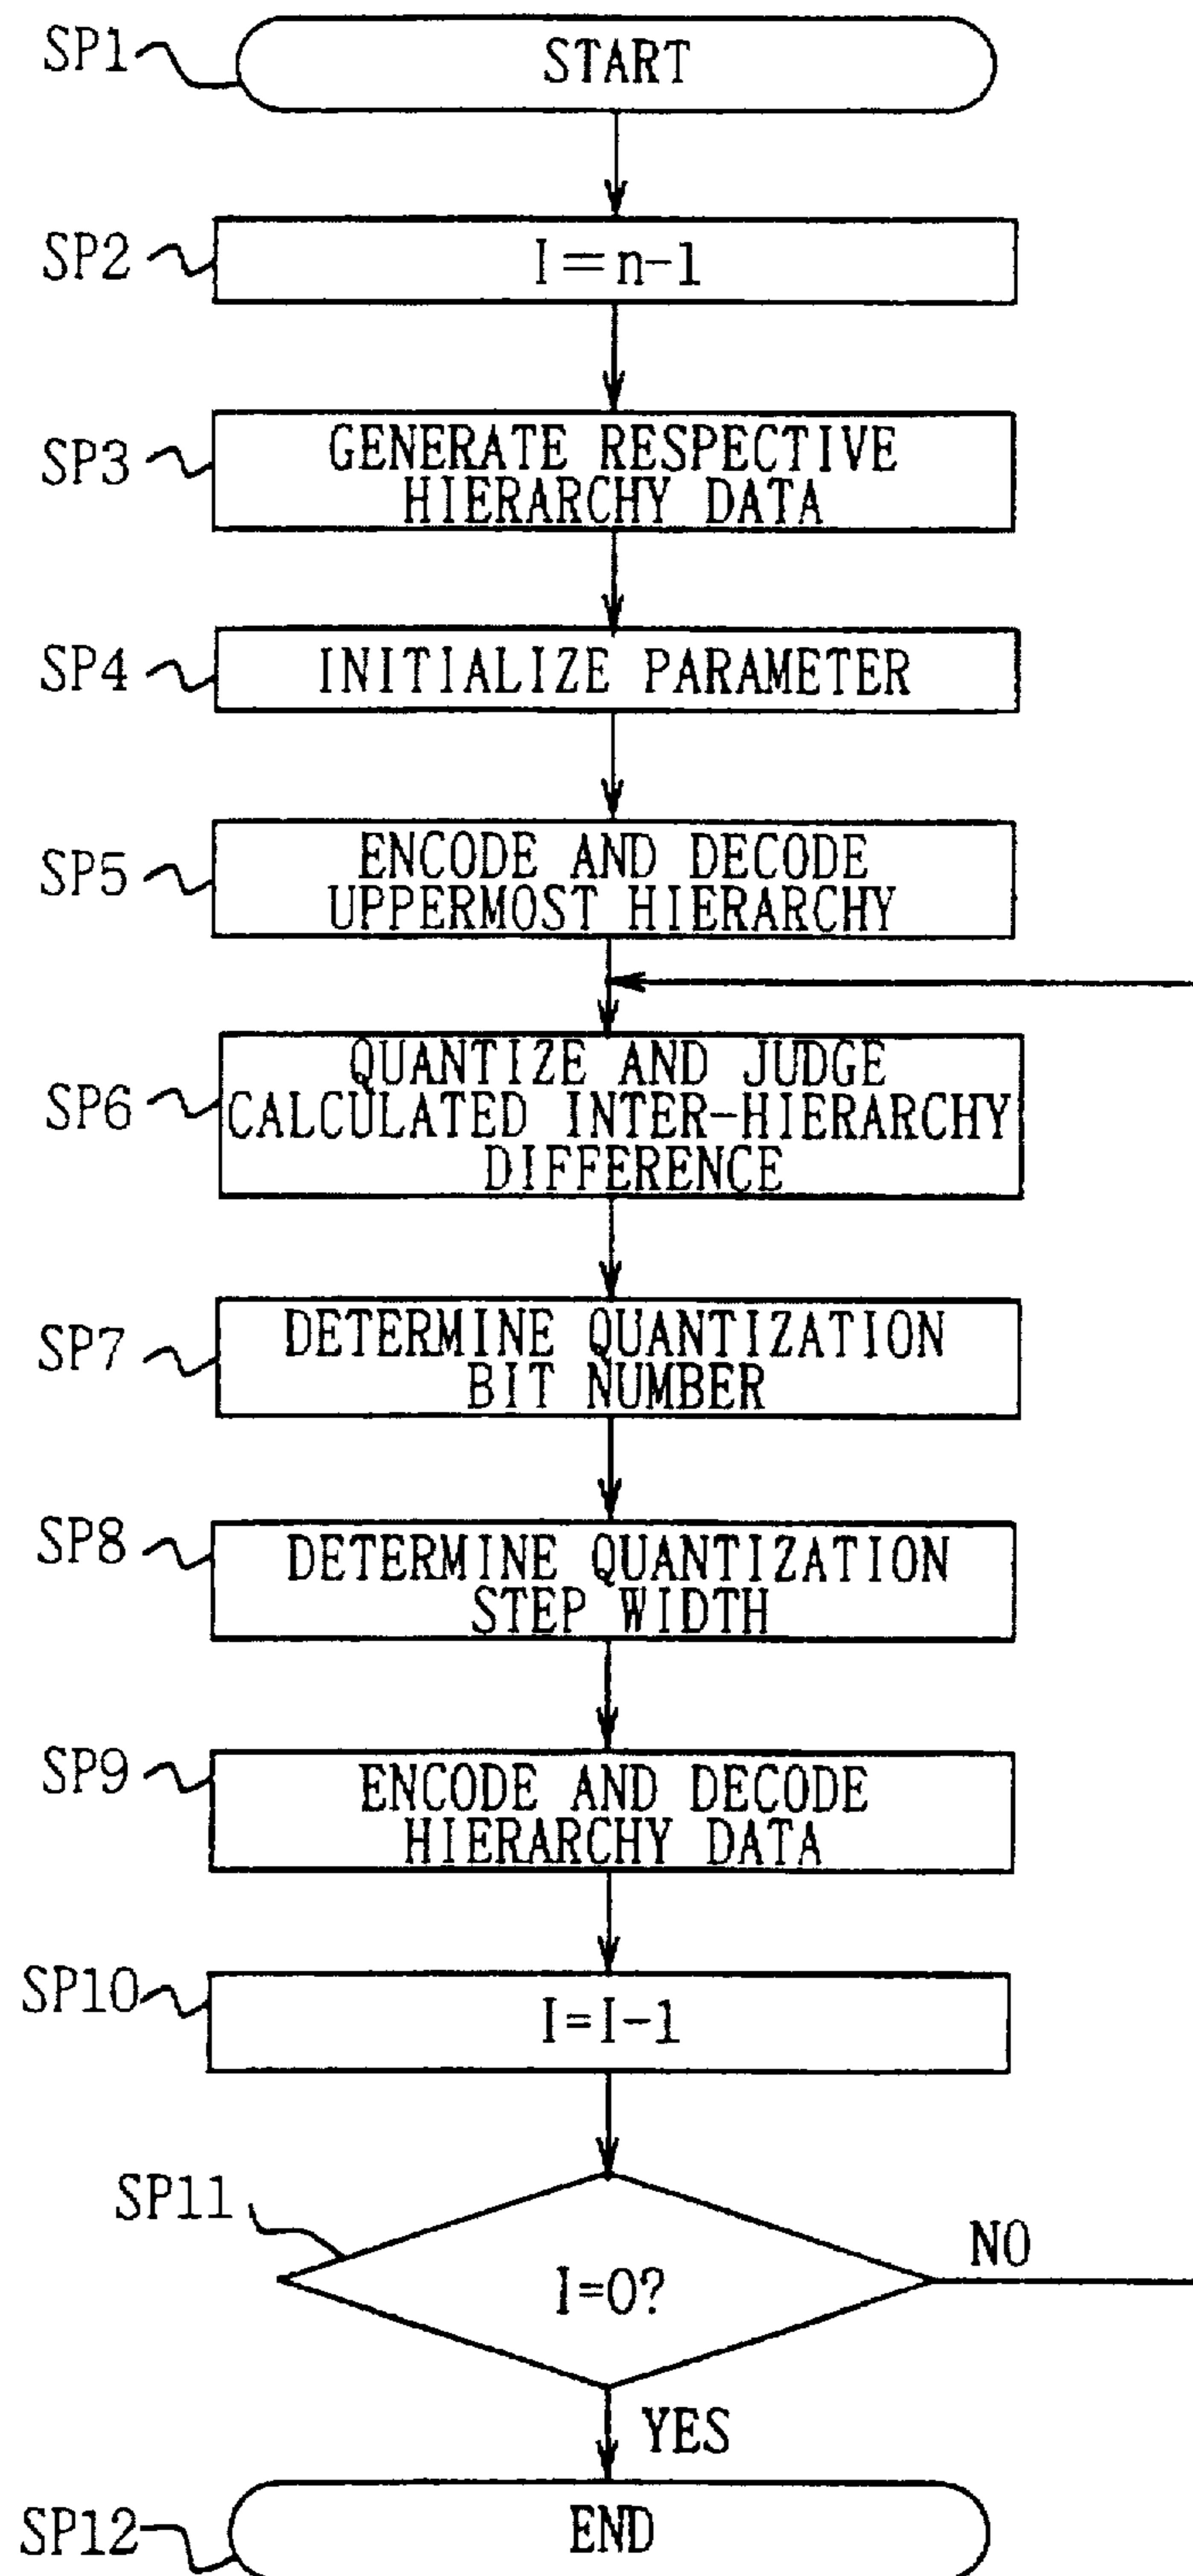 SP1
START
SP2
I=n-1
SP3
GENERATE RESPECTIVE
HIERARCHY DATA
SP4
INITIALIZE PARAMETER
SP5
ENCODE AND DECODE
UPPERMOST HIERARCHY
SP6
QUANTIZE AND JUDGE
CALCULATED INTER-HIERARCHY
DIFFERENCE
SP7
DETERMINE QUANTIZATION
BIT NUMBER
SP8
DETERMINE QUANTIZATION
STEP WIDTH
SP9
ENCODE AND DECODE
HIERARCHY DATA
SP10
I=I-1
SP11
I=0?
NO
YES
SP12
END